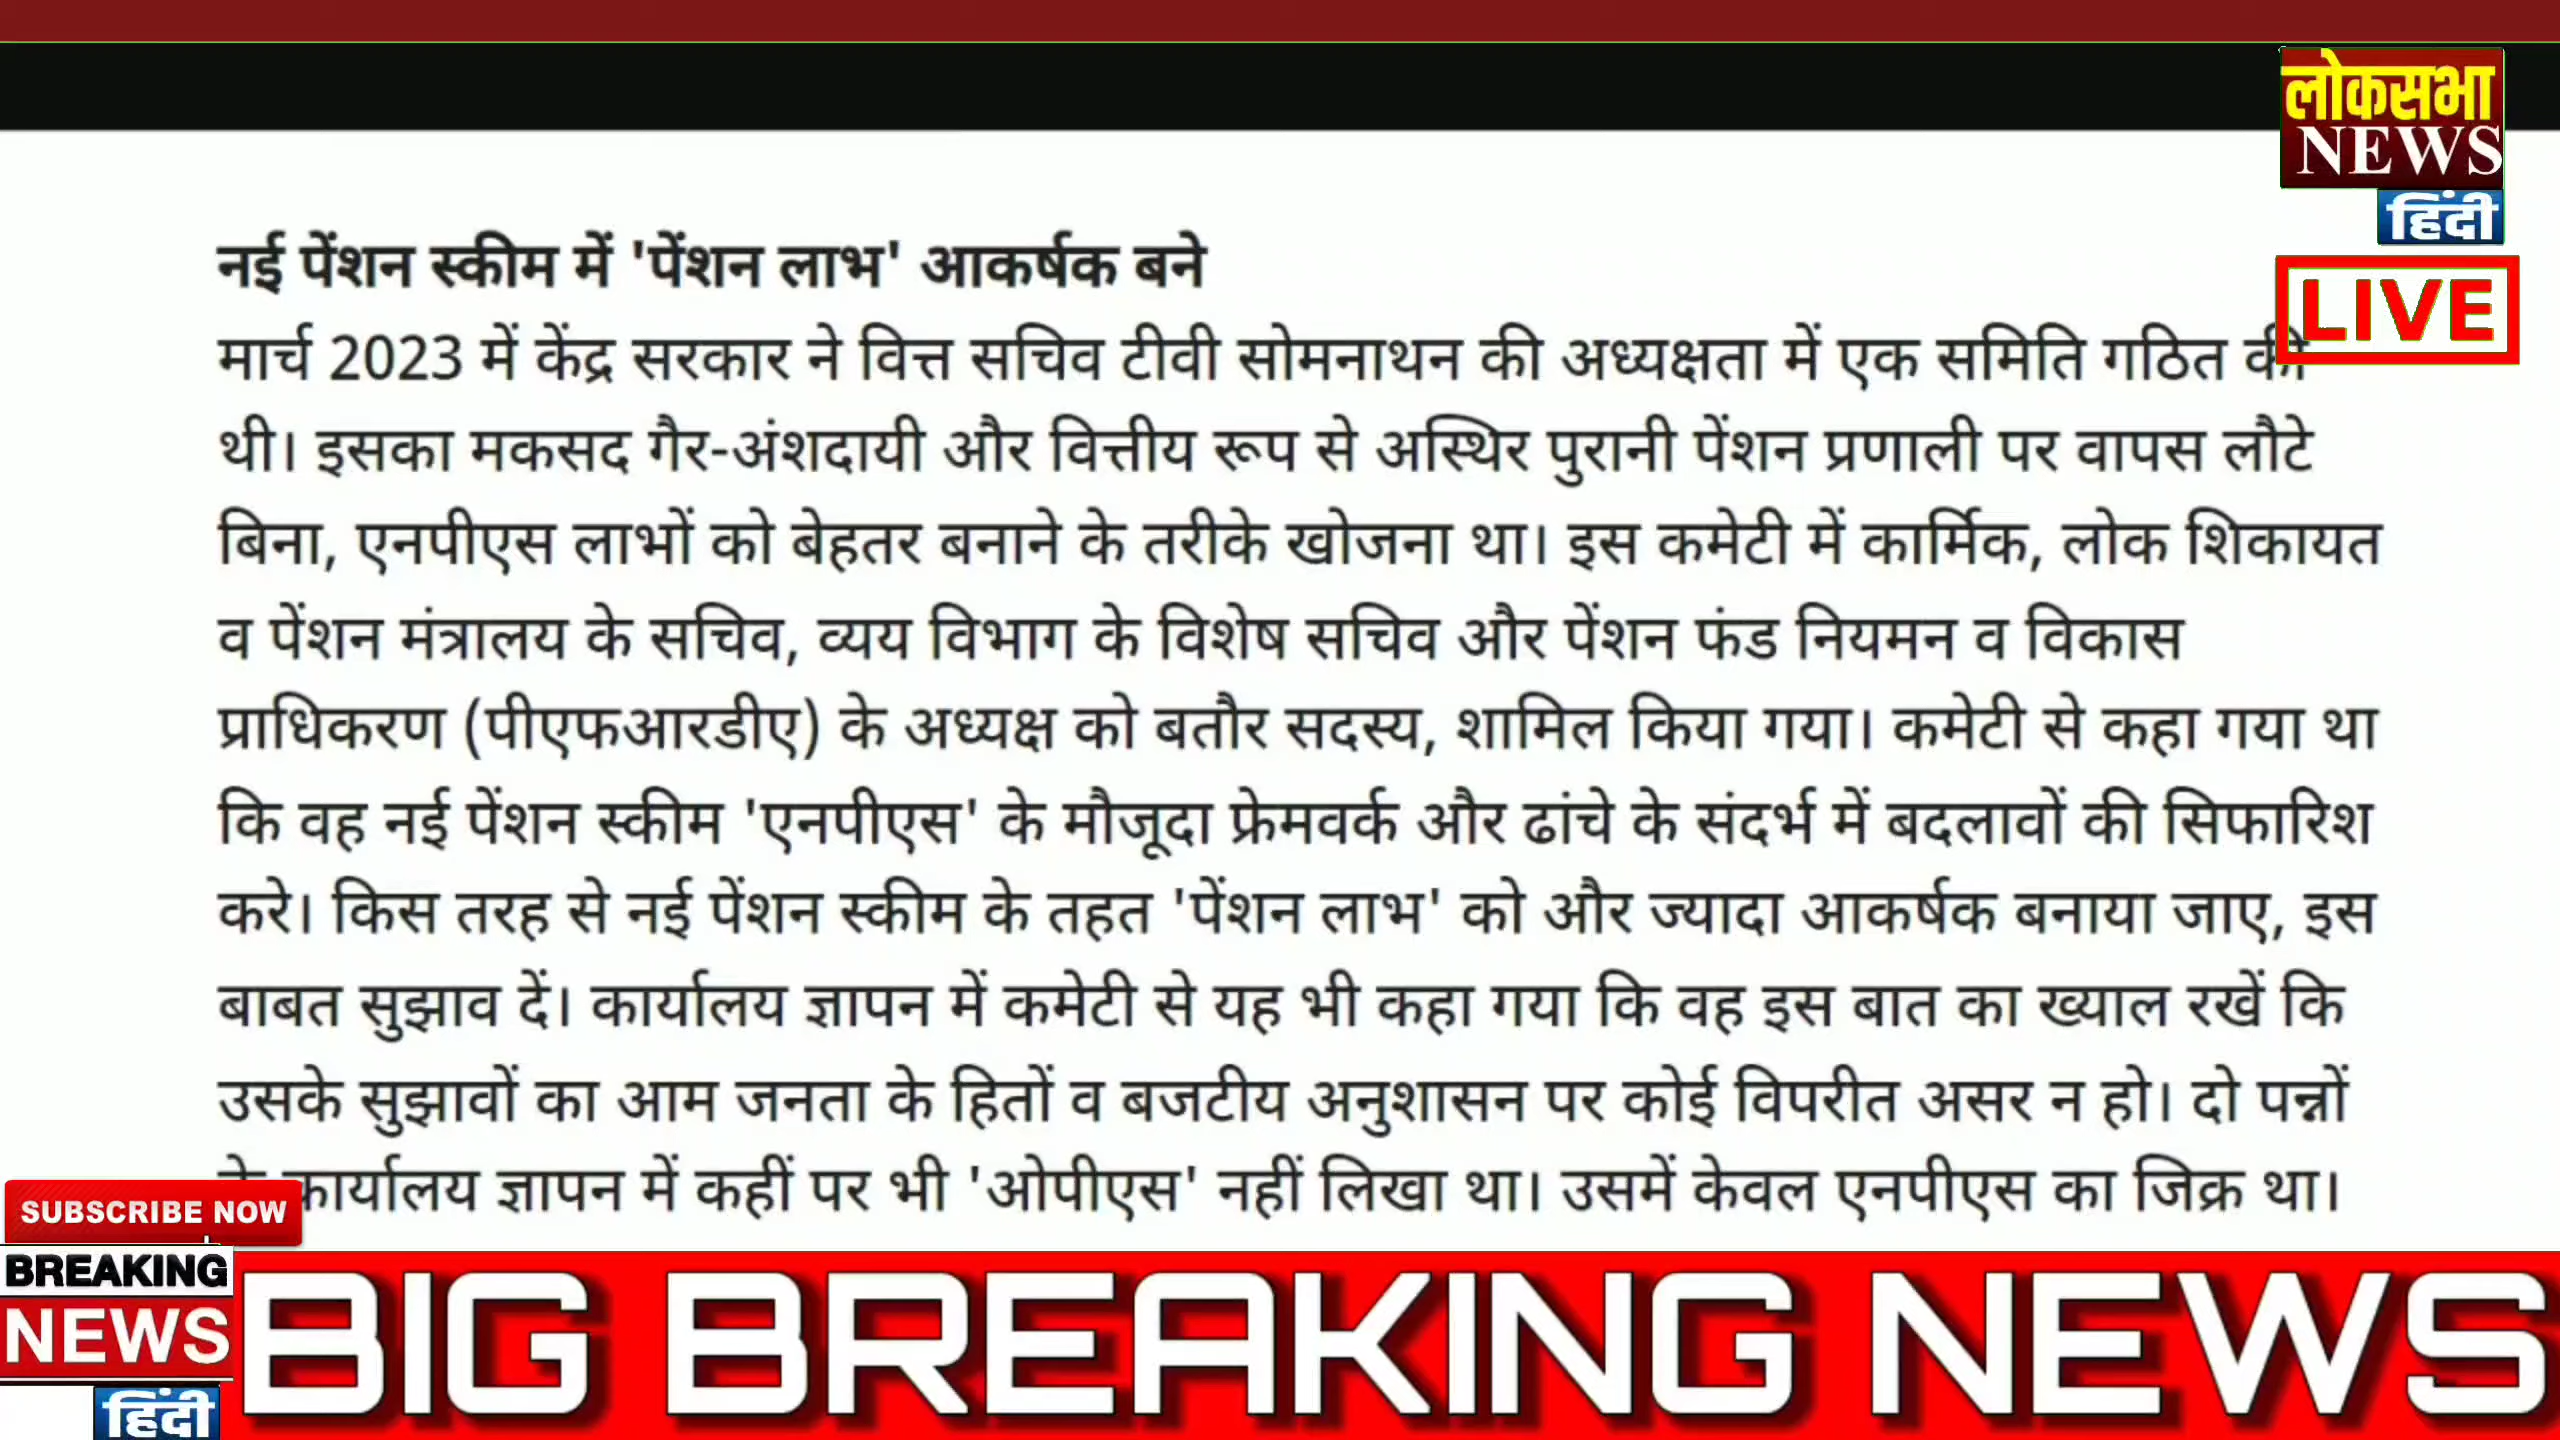 लोकसभा
NEWS
हिंदी
LIVE
नई पेंशन स्कीम में 'पेंशन लाभ' आकर्षक बने
मार्च 2023 में केंद्र सरकार ने वित्त सचिव टीवी सोमनाथन की अध्यक्षता में एक समिति गठित की
थी। इसका मकसद गैर-अंशदायी और वित्तीय रूप से अस्थिर पुरानी पेंशन प्रणाली पर वापस लौटे
बिना, एनपीएस लाभों को बेहतर बनाने के तरीके खोजना था। इस कमेटी में कार्मिक, लोक शिकायत
व पेंशन मंत्रालय के सचिव, व्यय विभाग के विशेष सचिव और पेंशन फंड नियमन व विकास
प्राधिकरण (पीएफआरडीए) के अध्यक्ष को बतौर सदस्य, शामिल किया गया। कमेटी से कहा गया था
कि वह नई पेंशन स्कीम 'एनपीएस' के मौजूदा फ्रेमवर्क और ढांचे के संदर्भ में बदलावों की सिफारिश
करे। किस तरह से नई पेंशन स्कीम के तहत 'पेंशन लाभ' को और ज्यादा आकर्षक बनाया जाए, इस
बाबत सुझाव दें। कार्यालय ज्ञापन में कमेटी से यह भी कहा गया कि वह इस बात का ख्याल रखें कि
उसके सुझावों का आम जनता के हितों व बजटीय अनुशासन पर कोई विपरीत असर न हो। दो पन्नों
के कार्यालय ज्ञापन में कहीं पर भी 'ओपीएस' नहीं लिखा था। उसमें केवल एनपीएस का जिक्र था।
SUBSCRIBE NOW
BREAKING
NEWS
हिंदी
BIG BREAKING NEWS